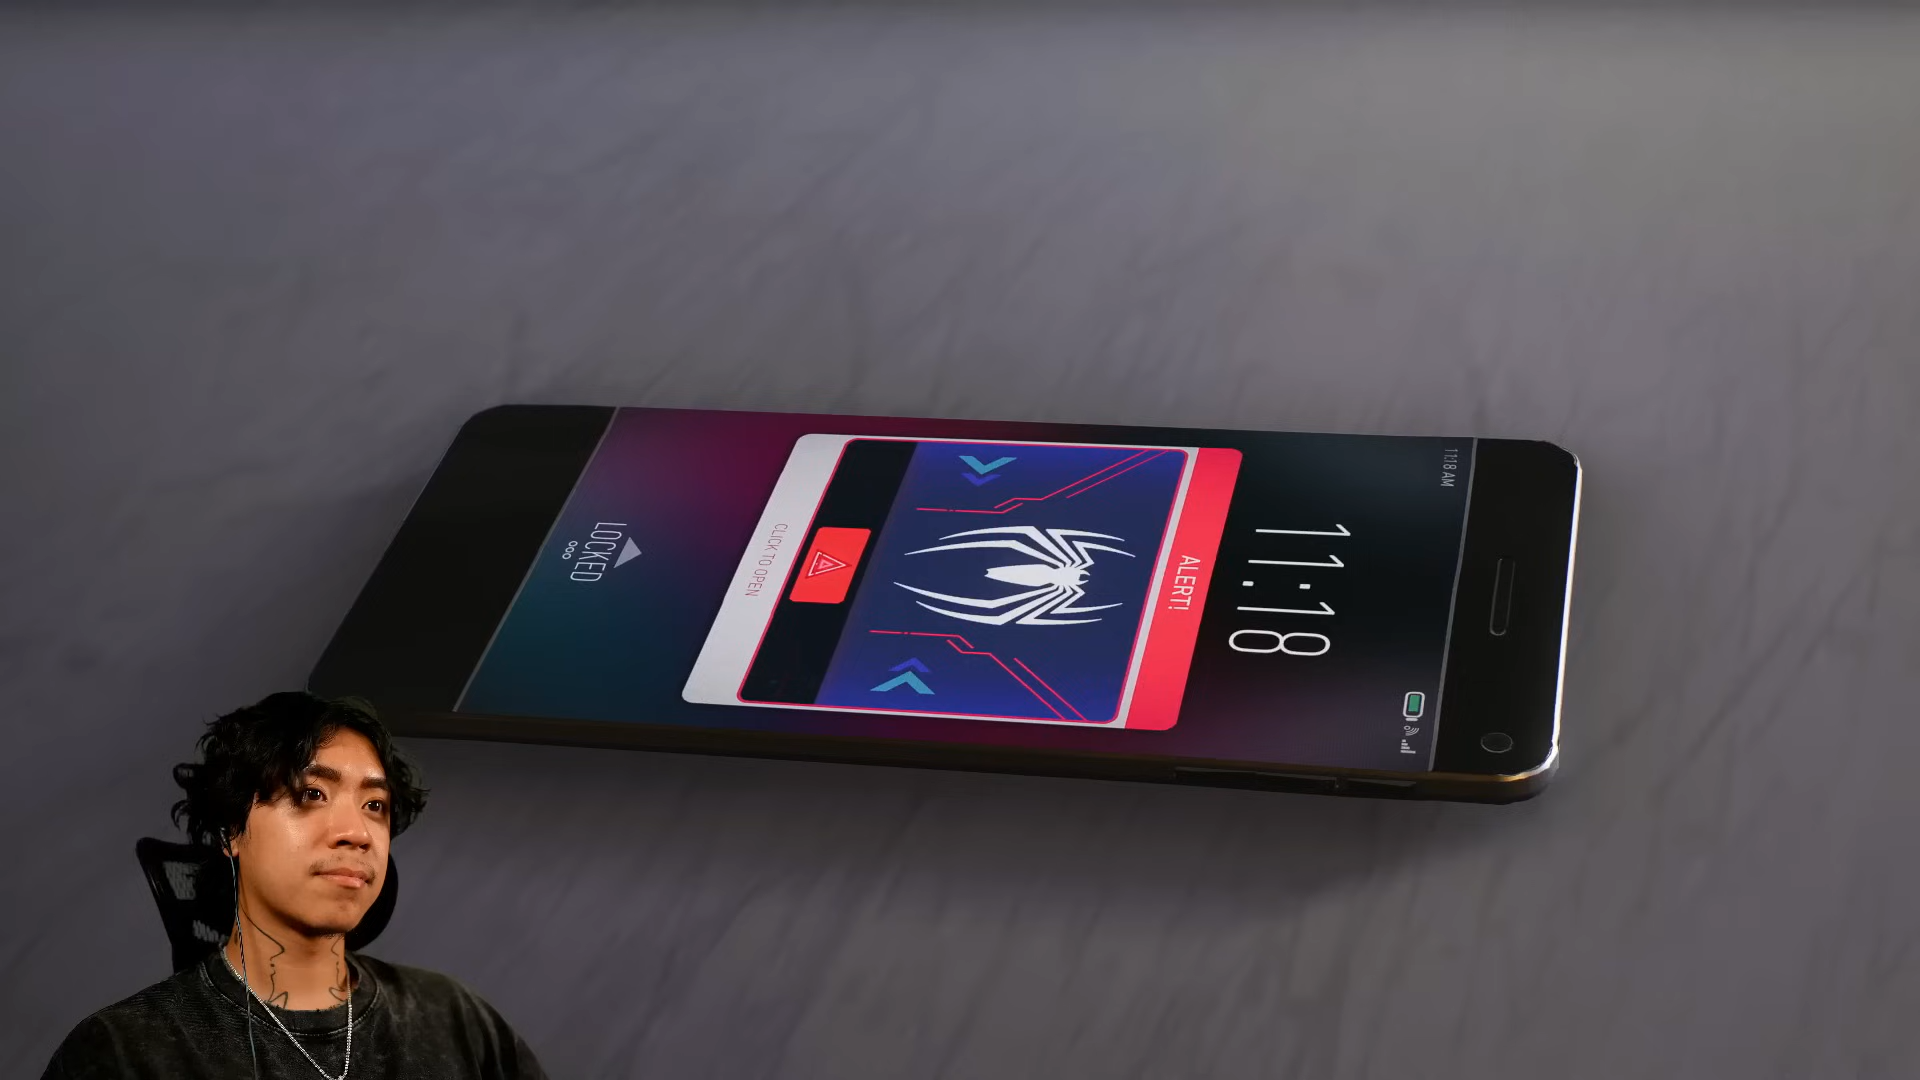 11:18 AM
11:18
ALERT!
CLICK TO OPEN
LOCKED